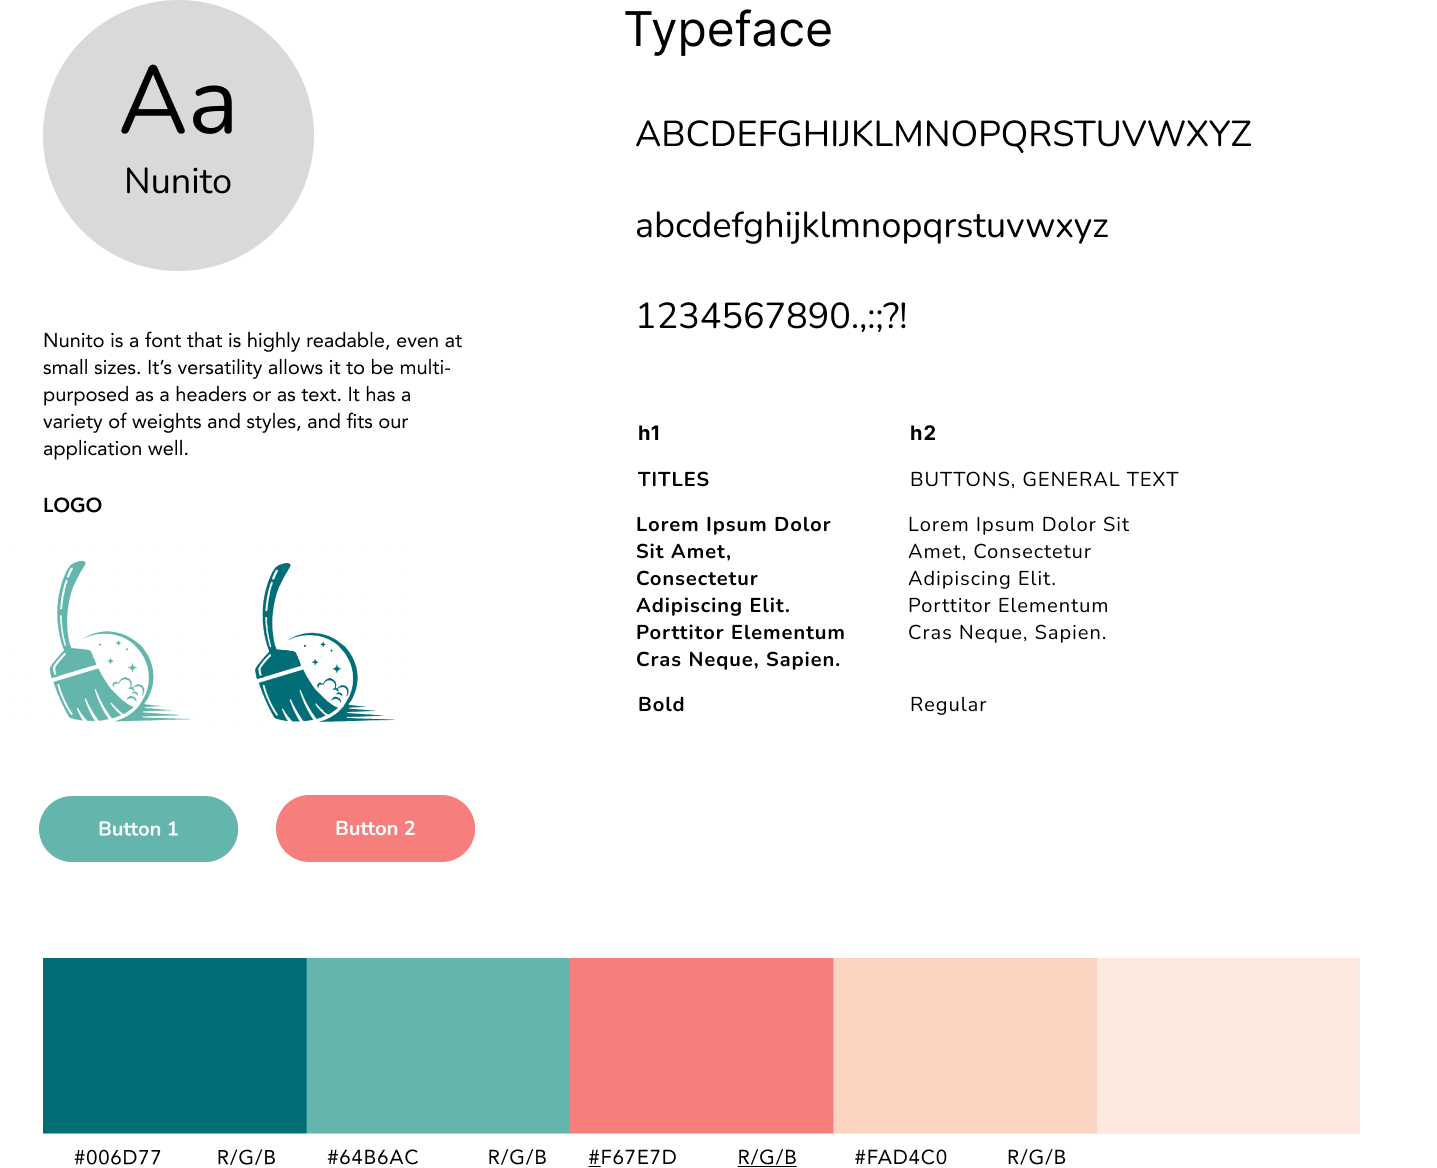 Aa
Nunito
Nunito is a font that is highly readable, even at
small sizes. It’s versatility allows it to be multi-
purposed as a headers or as text. It has a
variety of weights and styles, and fits our
application well.
LOGO
Button 1
Button 2
Typeface
ABCDEFGHIJKLMNOPQRSTUVWXYZ
abcdefghijklmnopqrstuvwxyz
1234567890.,:;?!
h1
TITLES
Lorem Ipsum Dolor
Sit Amet,
Consectetur
Adipiscing Elit.
Porttitor Elementum
Cras Neque, Sapien.
Bold
h2
BUTTONS, GENERAL TEXT
Lorem Ipsum Dolor Sit
Amet, Consectetur
Adipiscing Elit.
Porttitor Elementum
Cras Neque, Sapien.
Regular
#006D77 R/G/B #64B6AC R/G/B #F67E7D R/G/B #FAD4C0 R/G/B